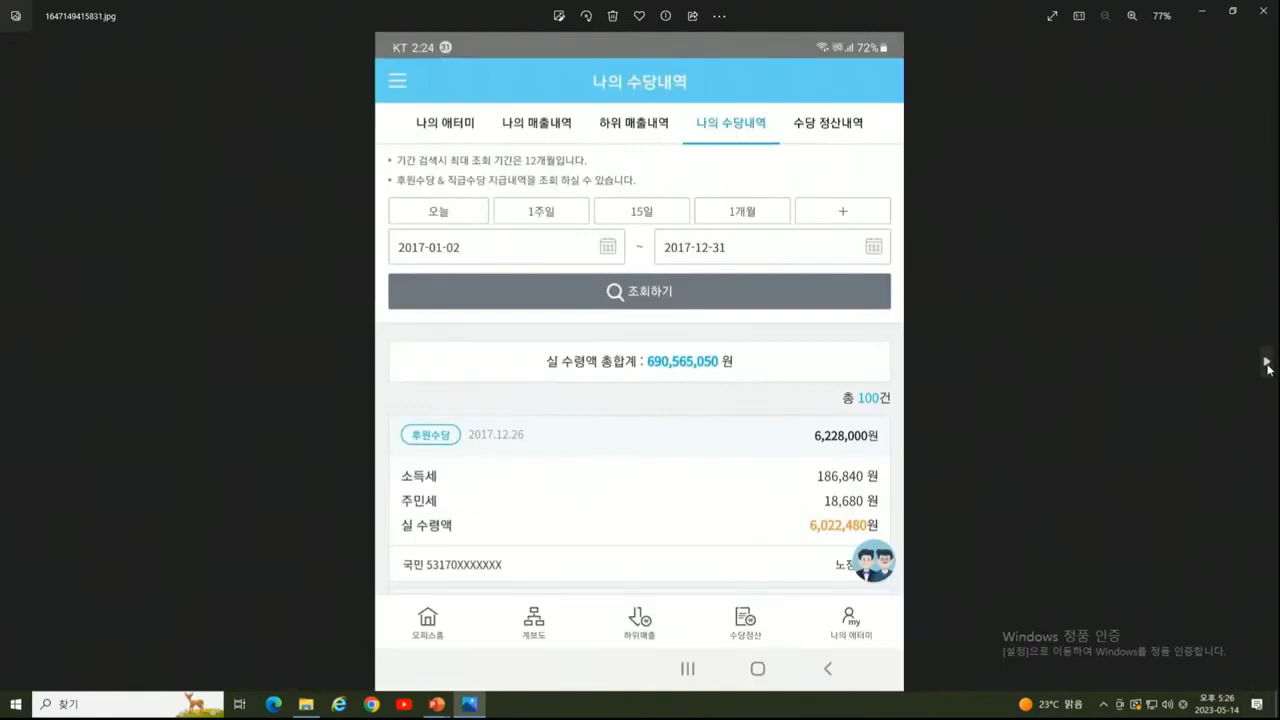 1647149415831.jpg
77%
KT 2:24 31
72%
나의 수당내역
나의 애터미 나의 매출내역 하위 매출내역 나의 수당내역 수당 정산내역
• 기간 검색시 최대 조회 기간은 12개월입니다.
• 후원수당 & 직급수당 지급내역을 조회 하실 수 있습니다.
오늘 1주일 15일 1개월 +
2017-01-02 ~ 2017-12-31
조회하기
실 수령액 총합계 : 690,565,050 원
총 100건
후원수당 2017.12.26 6,228,000원
소득세 186,840 원
주민세 18,680 원
실 수령액 6,022,480원
국민 53170XXXXXXX 노
my
오피스홈 계보도 하위매출 수당정산 나의 애터미
Windows 정품 인증
[설정]으로 이동하여 Windows를 정품 인증합니다.
찾기
23°C 맑음
오후 5:26
2023-05-14